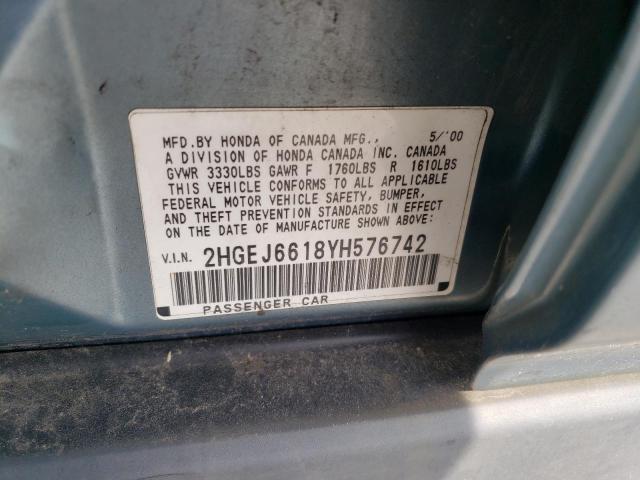 MFD.BY HONDA OF CANADA MFG., 5/'00
A DIVISION OF HONDA CANADA INC. CANADA
GVWR 3330LBS GAWR F 1760LBS R 1610LBS
THIS VEHICLE CONFORMS TO ALL APPLICABLE
FEDERAL MOTOR VEHICLE SAFETY, BUMPER,
AND THEFT PREVENTION STANDARDS IN EFFECT
ON THE DATE OF MANUFACTURE SHOWN ABOVE:
V.I.N. 2HGEJ6618YH576742
PASSENGER CAR